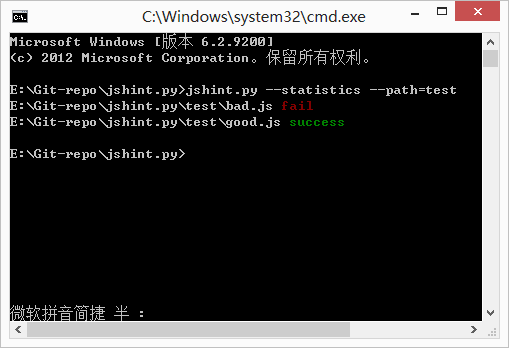 C:\Windows\system32\cmd.exe
Microsoft Windows [版本 6.2.9200]
(c) 2012 Microsoft Corporation。保留所有权利。
E:\Git-repo\jshint.py>jshint.py --statistics --path=test
E:\Git-repo\jshint.py\test\bad.js fail
E:\Git-repo\jshint.py\test\good.js success
E:\Git-repo\jshint.py>
微软拼音简捷 半 :